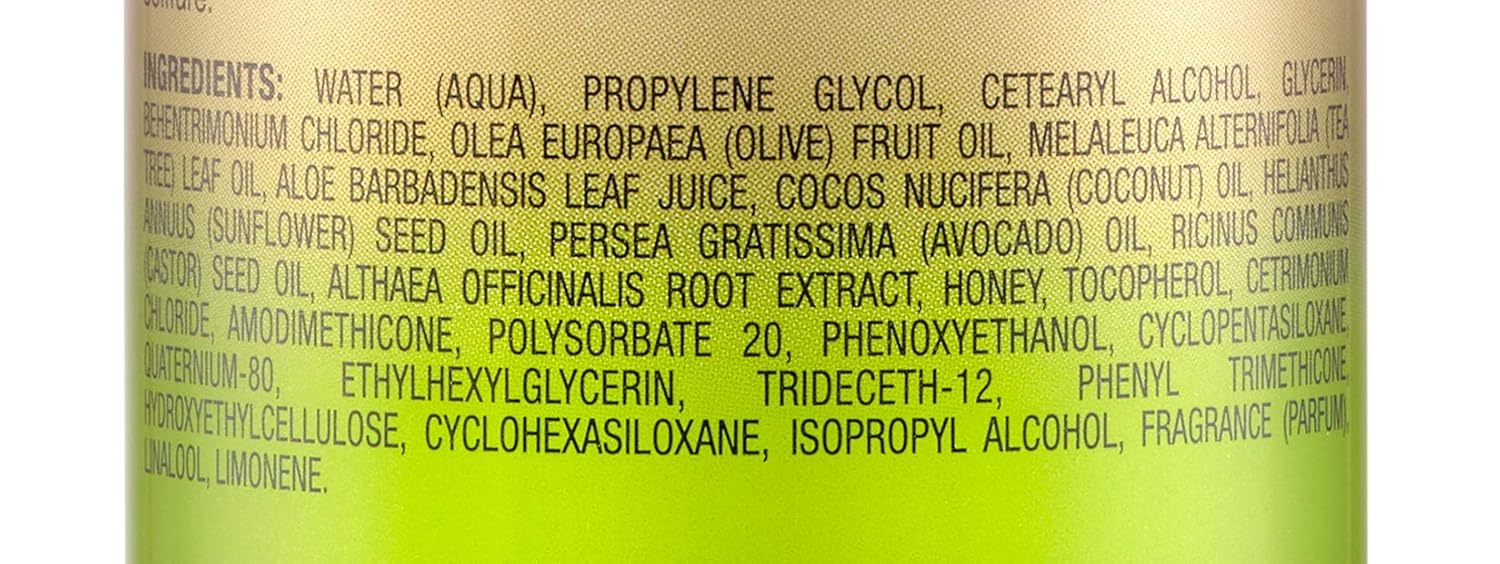 coiffure.
INGREDIENTS: WATER (AQUA), PROPYLENE GLYCOL, CETEARYL ALCOHOL, GLYCERIN,
BEHENTRIMONIUM CHLORIDE, OLEA EUROPAEA (OLIVE) FRUIT OIL, MELALEUCA ALTERNIFOLIA (TEA
TREE) LEAF OIL, ALOE BARBADENSIS LEAF JUICE, COCOS NUCIFERA (COCONUT) OIL, HELIANTHUS
ANNUUS (SUNFLOWER) SEED OIL, PERSEA GRATISSIMA (AVOCADO) OIL, RICINUS COMMUNIS
(CASTOR) SEED OIL, ALTHAEA OFFICINALIS ROOT EXTRACT, HONEY, TOCOPHEROL, CETRIMONIUM
CHLORIDE, AMODIMETHICONE, POLYSORBATE 20, PHENOXYETHANOL, CYCLOPENTASILOXANE,
QUATERNIUM-80, ETHYLHEXYLGLYCERIN, TRIDECETH-12, PHENYL TRIMETHICONE,
HYDROXYETHYLCELLULOSE, CYCLOHEXASILOXANE, ISOPROPYL ALCOHOL, FRAGRANCE (PARFUM),
LINALOOL, LIMONENE.